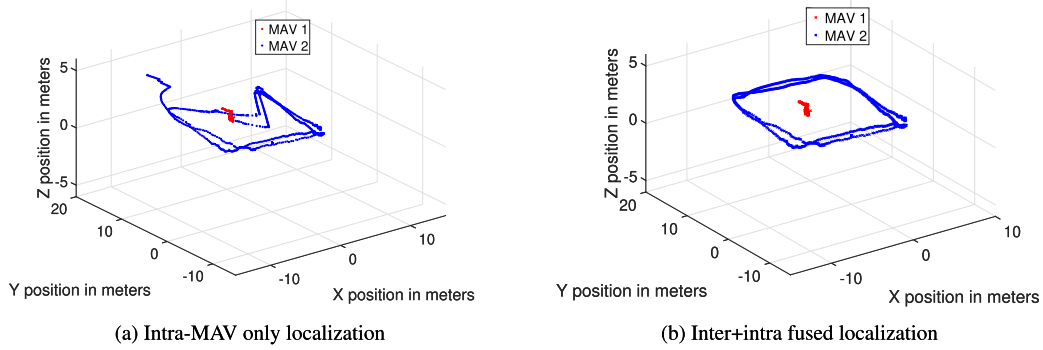 MAV 1
MAV 2
Z position in meters
5
0
-5
20
10
0
-10
Y position in meters
-10
0
10
X position in meters
(a) Intra-MAV only localization
MAV 1
MAV 2
Z position in meters
5
0
-5
20
10
0
-10
Y position in meters
-10
0
10
X position in meters
(b) Inter+intra fused localization